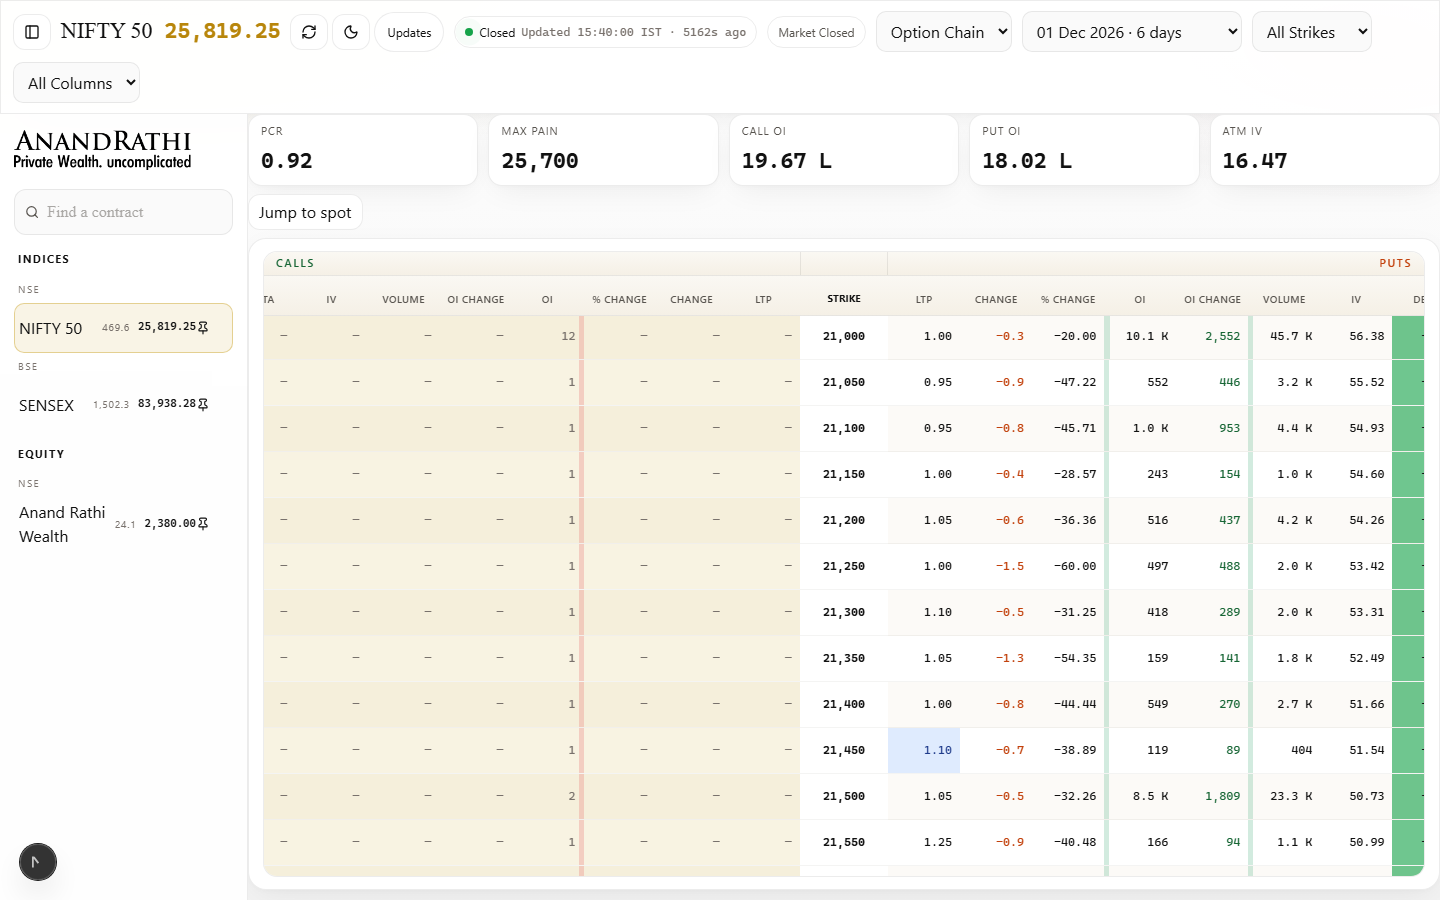 NIFTY 50 25,819.25 Updates Closed Updated 15:40:00 IST · 5162s ago Market Closed Option Chain 01 Dec 2026 · 6 days All Strikes
All Columns
ANANDRATHI
Private Wealth. uncomplicated
Find a contract
INDICES
NSE
NIFTY 50 469.6 25,819.25
BSE
SENSEX 1,502.3 83,938.28
EQUITY
NSE
Anand Rathi Wealth 24.1 2,380.00
PCR
0.92
MAX PAIN
25,700
CALL OI
19.67 L
PUT OI
18.02 L
ATM IV
16.47
Jump to spot
CALLS PUTS
TA IV VOLUME OI CHANGE OI % CHANGE CHANGE LTP STRIKE LTP CHANGE % CHANGE OI OI CHANGE VOLUME IV DE
— — — — 12 — — — 21,000 1.00 −0.3 −20.00 10.1 K 2,552 45.7 K 56.38
— — — — 1 — — — 21,050 0.95 −0.9 −47.22 552 446 3.2 K 55.52
— — — — 1 — — — 21,100 0.95 −0.8 −45.71 1.0 K 953 4.4 K 54.93
— — — — 1 — — — 21,150 1.00 −0.4 −28.57 243 154 1.0 K 54.60
— — — — 1 — — — 21,200 1.05 −0.6 −36.36 516 437 4.2 K 54.26
— — — — 1 — — — 21,250 1.00 −1.5 −60.00 497 488 2.0 K 53.42
— — — — 1 — — — 21,300 1.10 −0.5 −31.25 418 289 2.0 K 53.31
— — — — 1 — — — 21,350 1.05 −1.3 −54.35 159 141 1.8 K 52.49
— — — — 1 — — — 21,400 1.00 −0.8 −44.44 549 270 2.7 K 51.66
— — — — 1 — — — 21,450 1.10 −0.7 −38.89 119 89 404 51.54
— — — — 2 — — — 21,500 1.05 −0.5 −32.26 8.5 K 1,809 23.3 K 50.73
— — — — 1 — — — 21,550 1.25 −0.9 −40.48 166 94 1.1 K 50.99